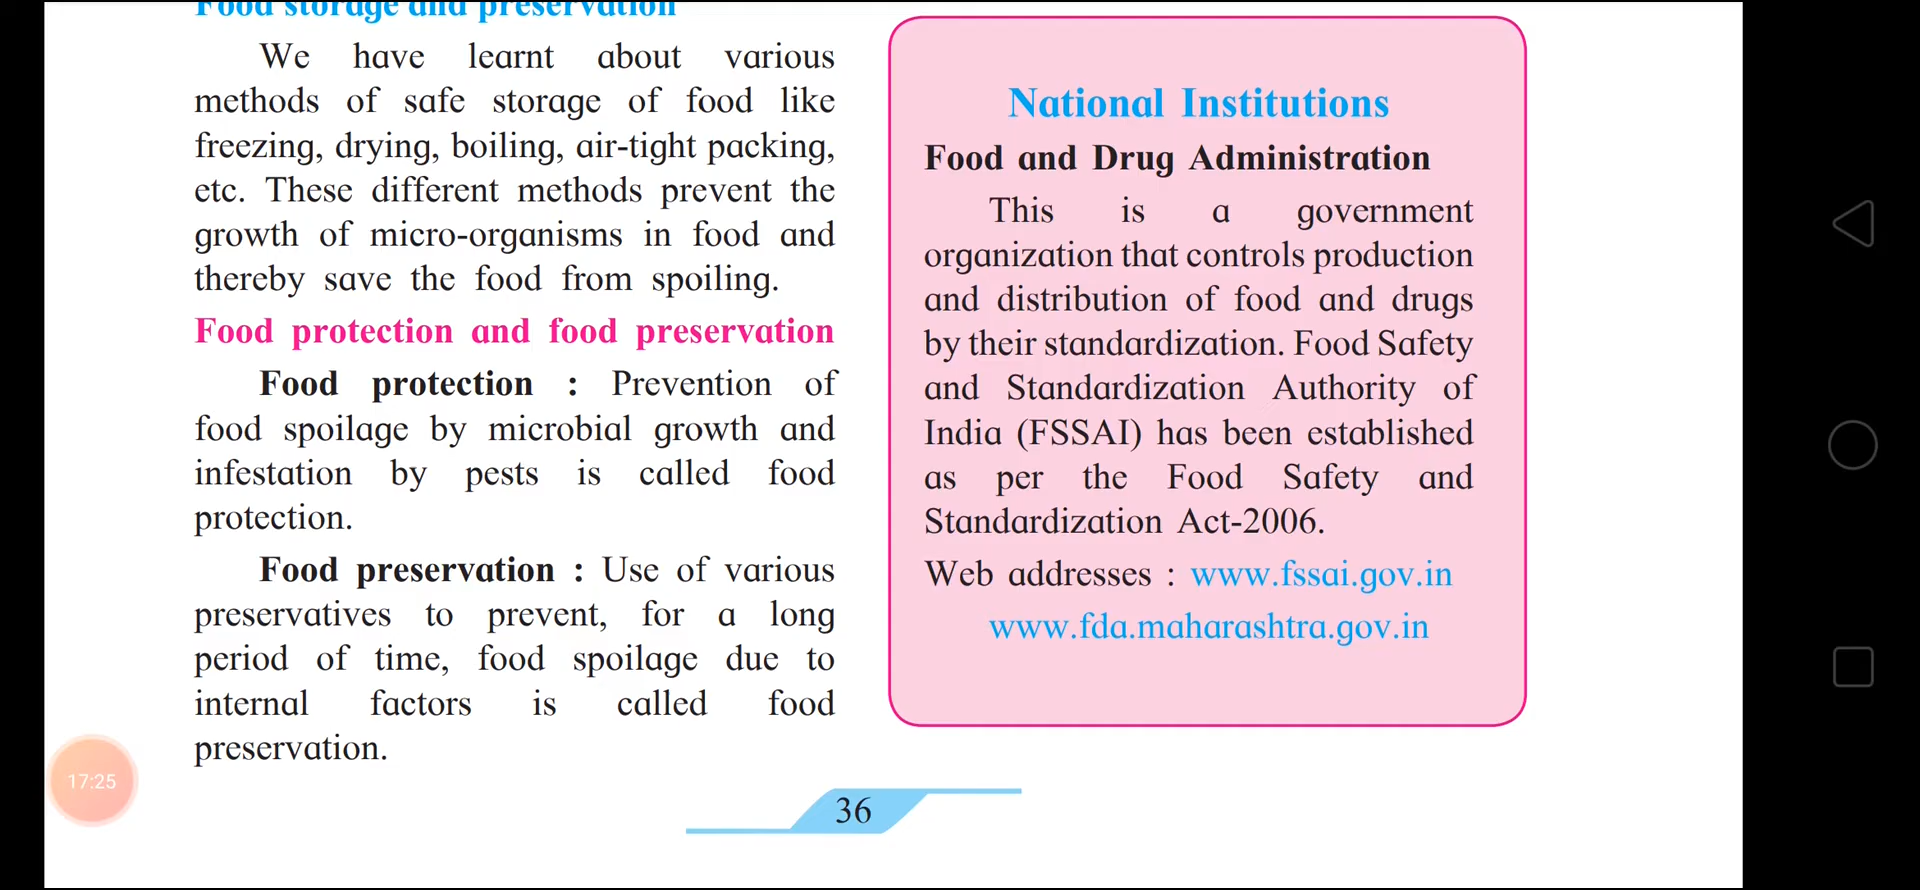 Food storage and preservation
We have learnt about various
methods of safe storage of food like
freezing, drying, boiling, air-tight packing,
etc. These different methods prevent the
growth of micro-organisms in food and
thereby save the food from spoiling.
Food protection and food preservation
Food protection : Prevention of
food spoilage by microbial growth and
infestation by pests is called food
protection.
Food preservation : Use of various
preservatives to prevent, for a long
period of time, food spoilage due to
internal factors is called food
preservation.
National Institutions
Food and Drug Administration
This is a government
organization that controls production
and distribution of food and drugs
by their standardization. Food Safety
and Standardization Authority of
India (FSSAI) has been established
as per the Food Safety and
Standardization Act-2006.
Web addresses : www.fssai.gov.in
www.fda.maharashtra.gov.in
17:25
36